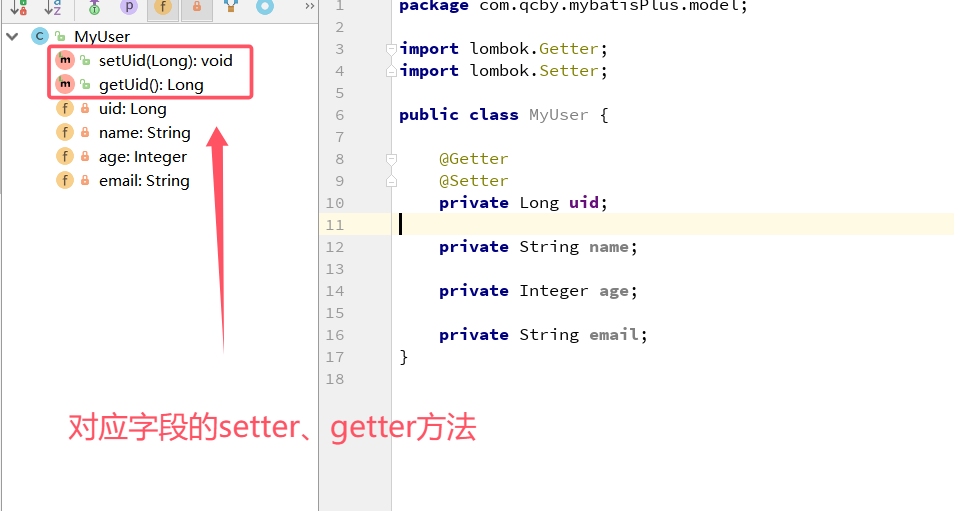 MyUser
setUid(Long): void
getUid(): Long
uid: Long
name: String
age: Integer
email: String
对应字段的setter、getter方法
1 package com.qcby.mybatisPlus.model;
2
3 import lombok.Getter;
4 import lombok.Setter;
5
6 public class MyUser {
7
8 @Getter
9 @Setter
10 private Long uid;
11
12 private String name;
13
14 private Integer age;
15
16 private String email;
17 }
18